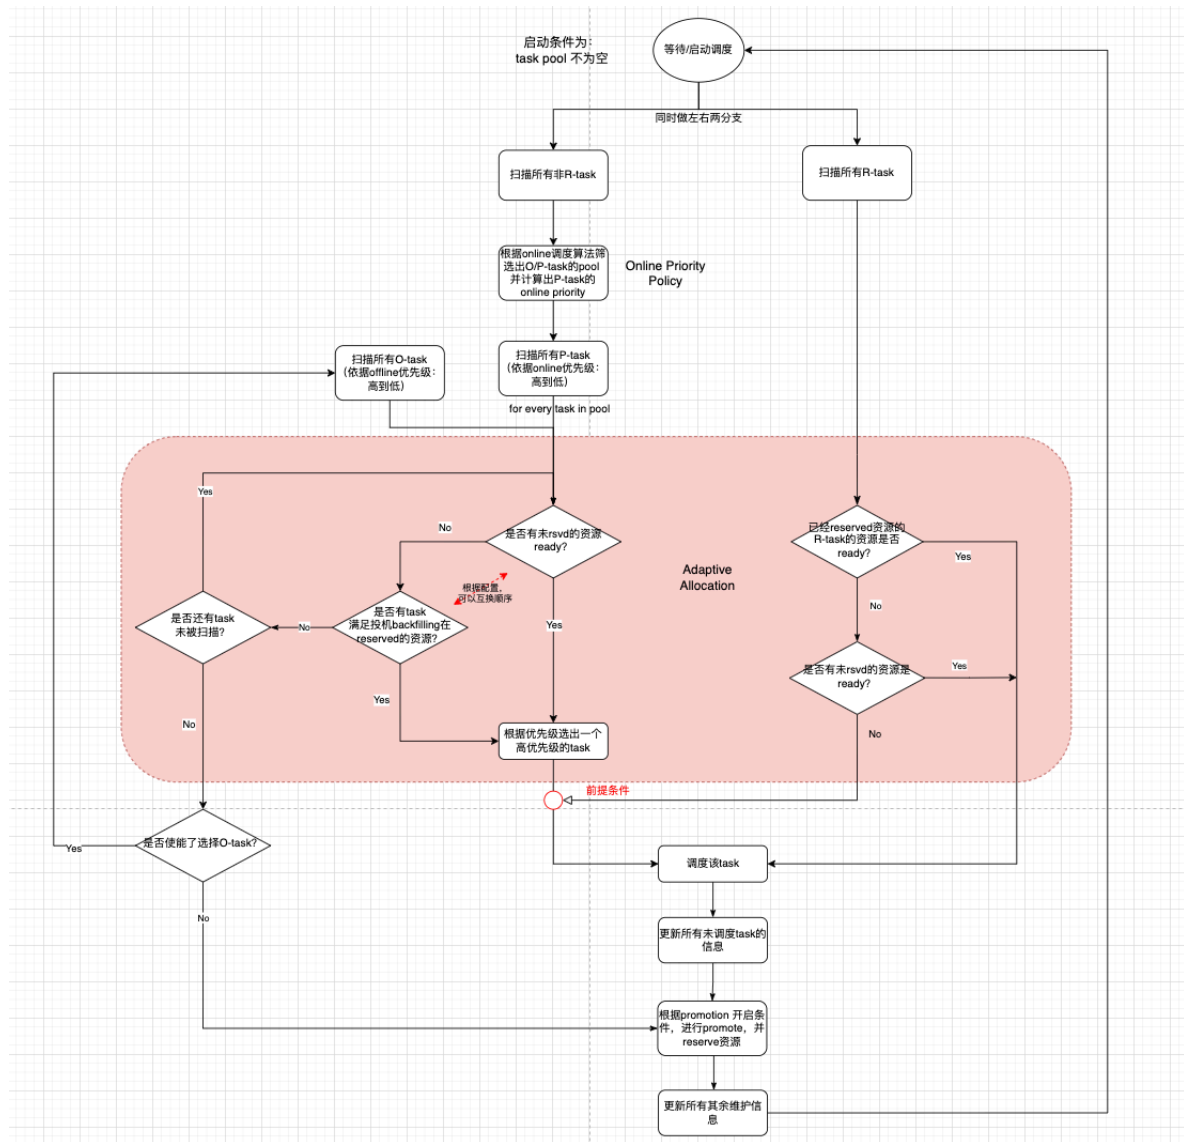 启动条件为：
task pool 不为空
等待/启动调度
同时做左右两分支
扫描所有非R-task
扫描所有R-task
根据online调度算法筛
选出O/P-task的pool
并计算出P-task的
online priority
Online Priority
Policy
扫描所有O-task
（依据offline优先级：
高到低）
扫描所有P-task
（依据online优先级：
高到低）
for every task in pool
Yes
No
是否有未rsvd的资源
ready?
已经reserved资源的
R-task的资源是否
ready?
Yes
Adaptive
Allocation
根据配置，
可以互换顺序
是否还有task
未被扫描?
No
是否有task
满足投机backfilling在
reserved的资源?
Yes
No
是否有未rsvd的资源是
ready?
Yes
Yes
No
No
根据优先级选出一个
高优先级的task
前提条件
是否使能了选择O-task?
Yes
调度该task
No
更新所有未调度task的
信息
根据promotion 开启条
件，进行promote，并
reserve资源
更新所有其余维护信
息